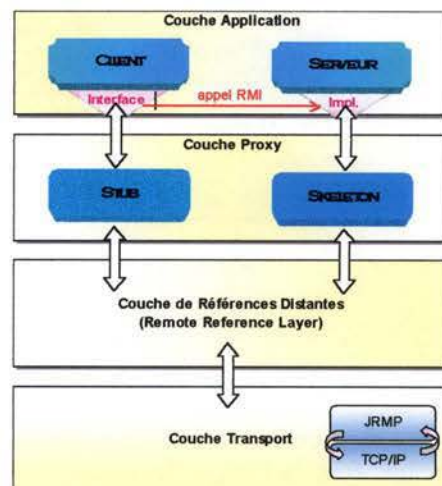 Couche Application
CLIENT
SERVEUR
Interface
appel RMI
Impl.
Couche Proxy
STUB
SKELETON
Couche de Références Distantes
(Remote Reference Layer)
Couche Transport
JRMP
TCP/IP